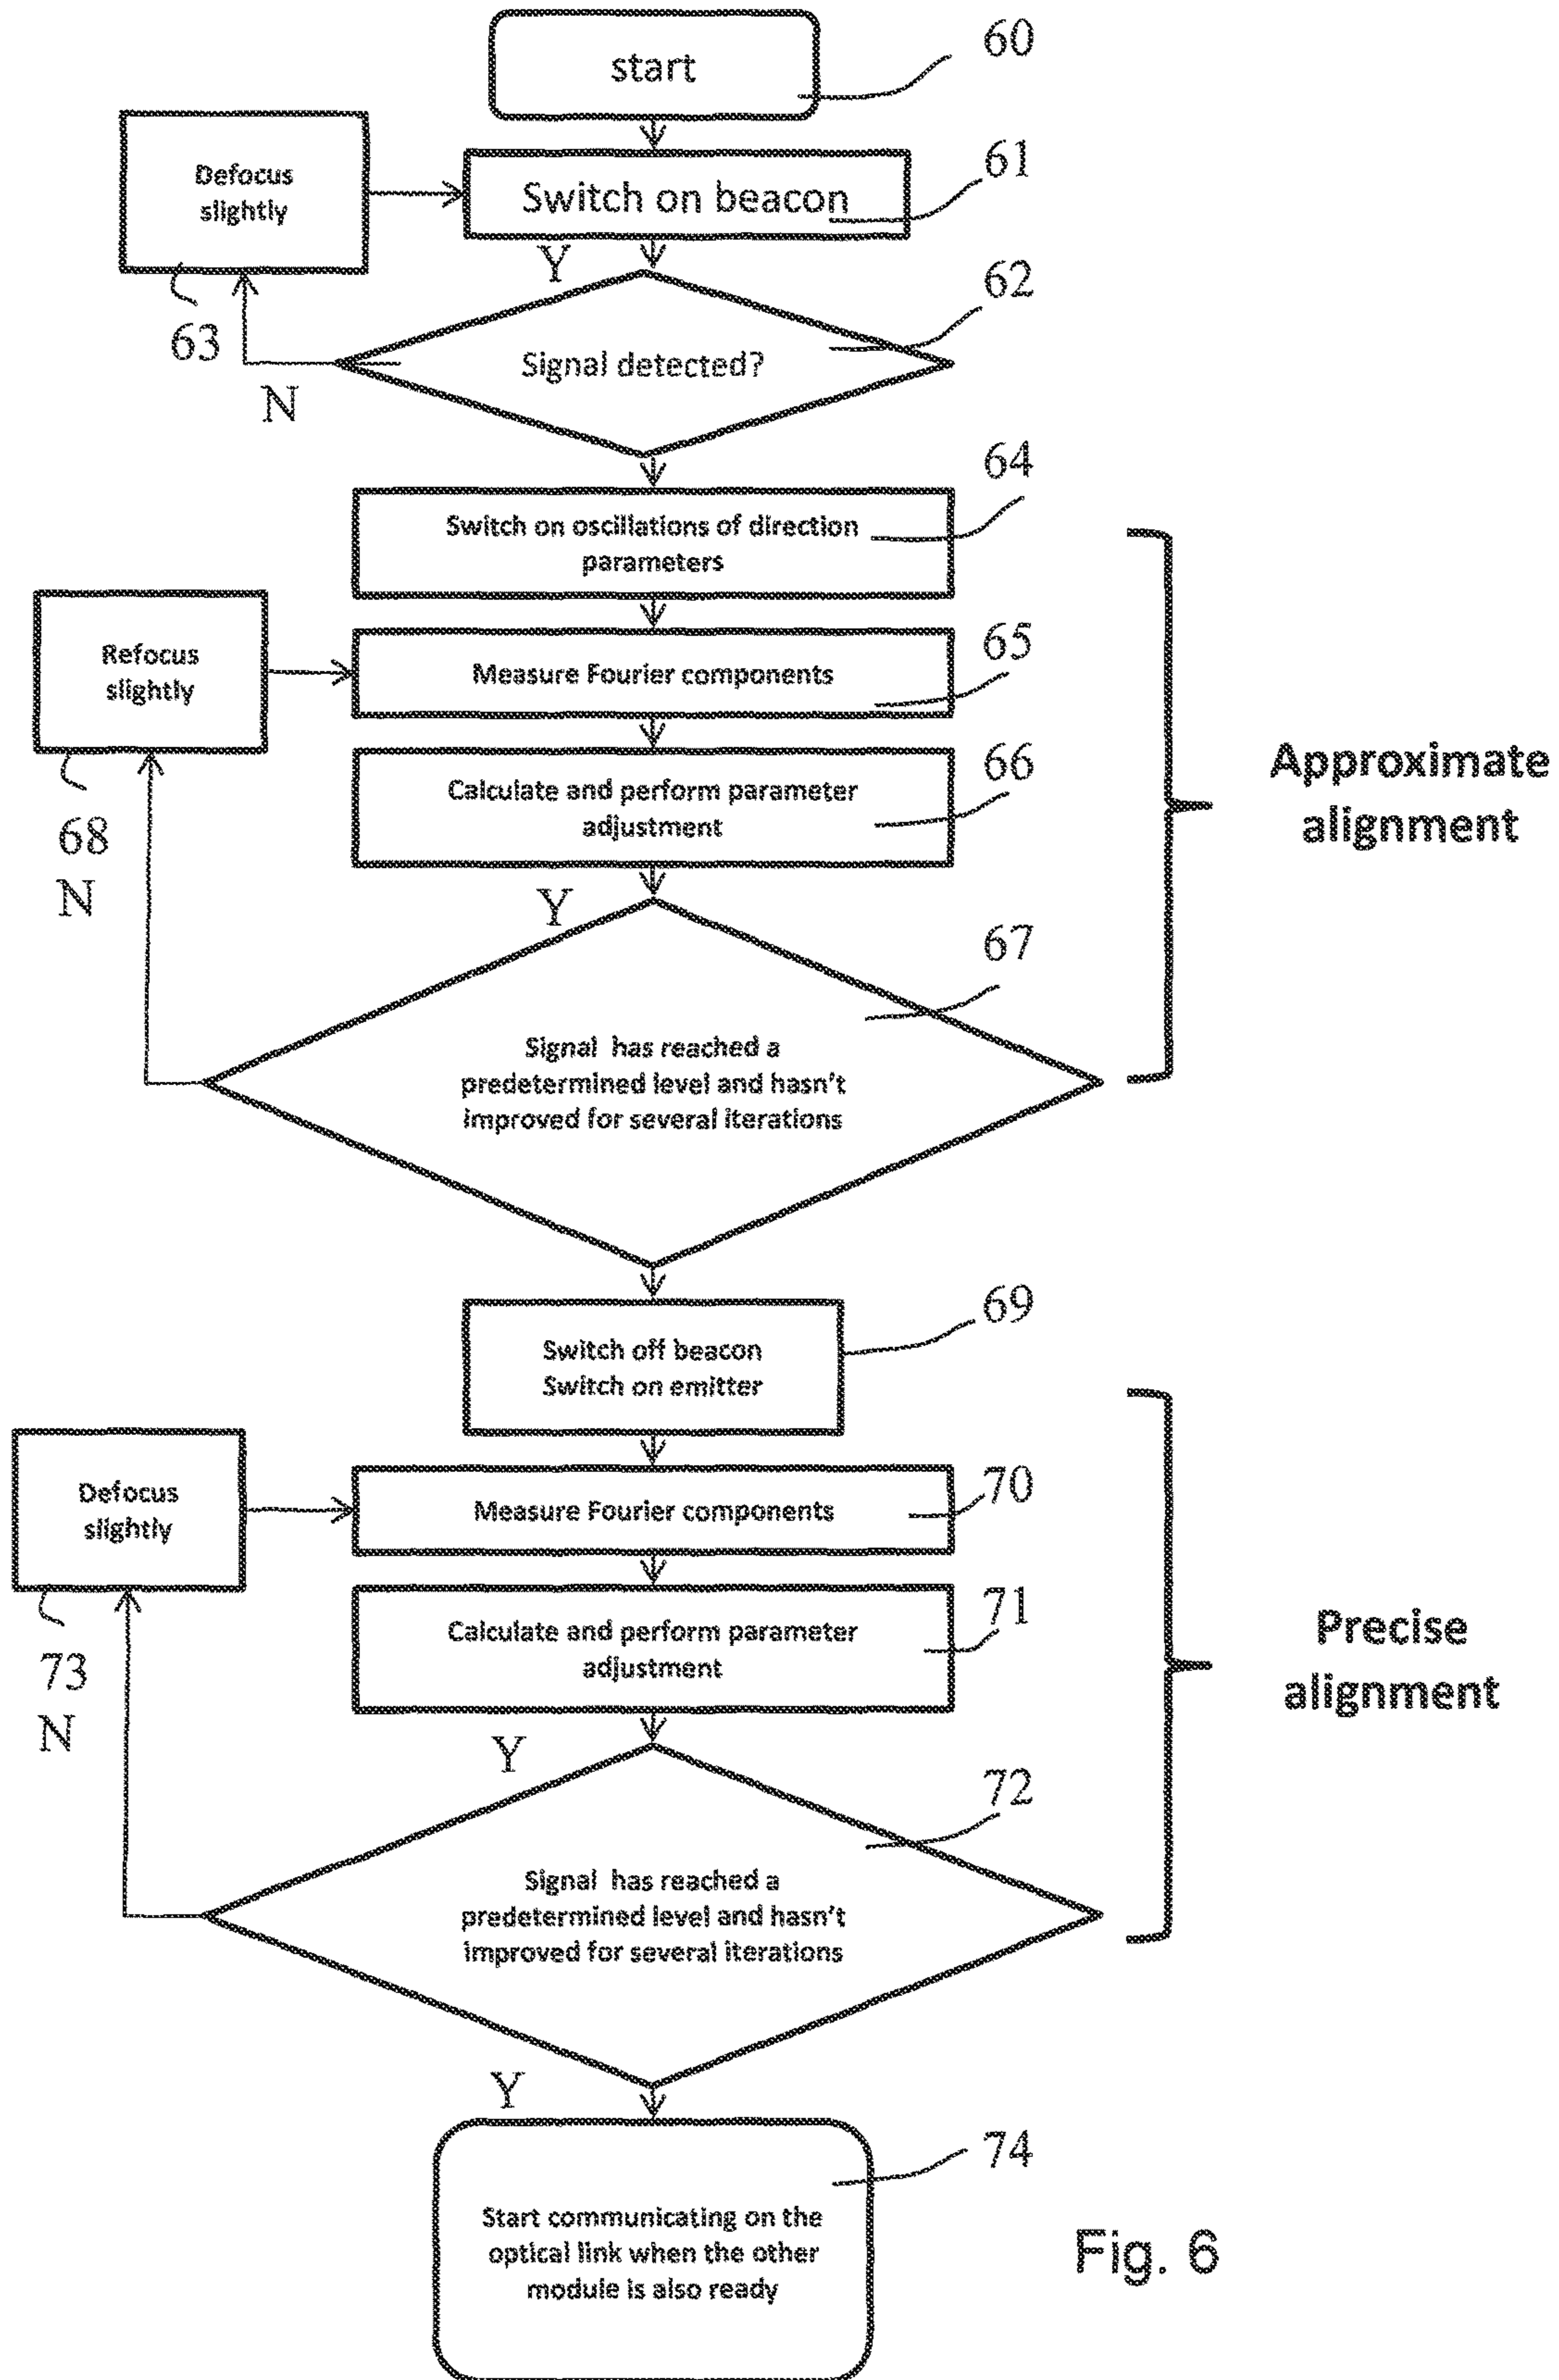 start
60
Defocus
slightly
Switch on beacon
61
Y
62
63
Signal detected?
N
64
Switch on oscillations of direction
parameters
Refocus
slightly
65
Measure Fourier components
66
Calculate and perform parameter
adjustment
Approximate
alignment
68
N
Y
67
Signal has reached a
predetermined level and hasn't
improved for several iterations
69
Switch off beacon
Switch on emitter
Defocus
slightly
70
Measure Fourier components
71
Calculate and perform parameter
adjustment
Precise
alignment
73
N
Y
72
Signal has reached a
predetermined level and hasn't
improved for several iterations
Y
74
Start communicating on the
optical link when the other
module is also ready
Fig. 6